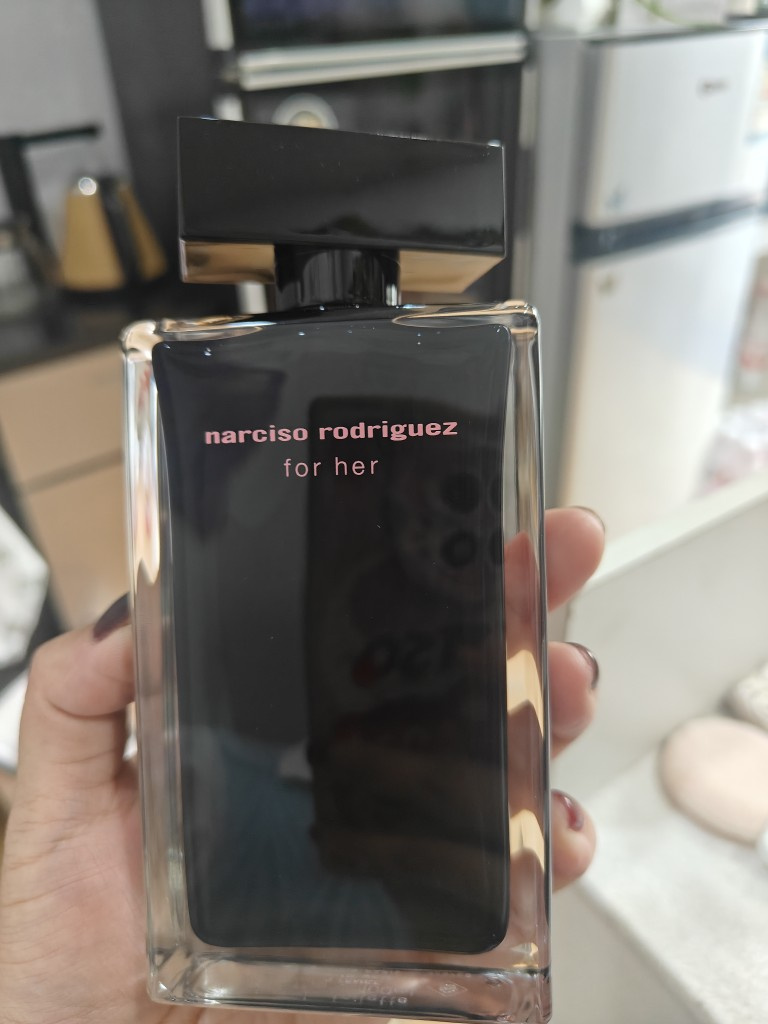 narciso rodriguez
for her